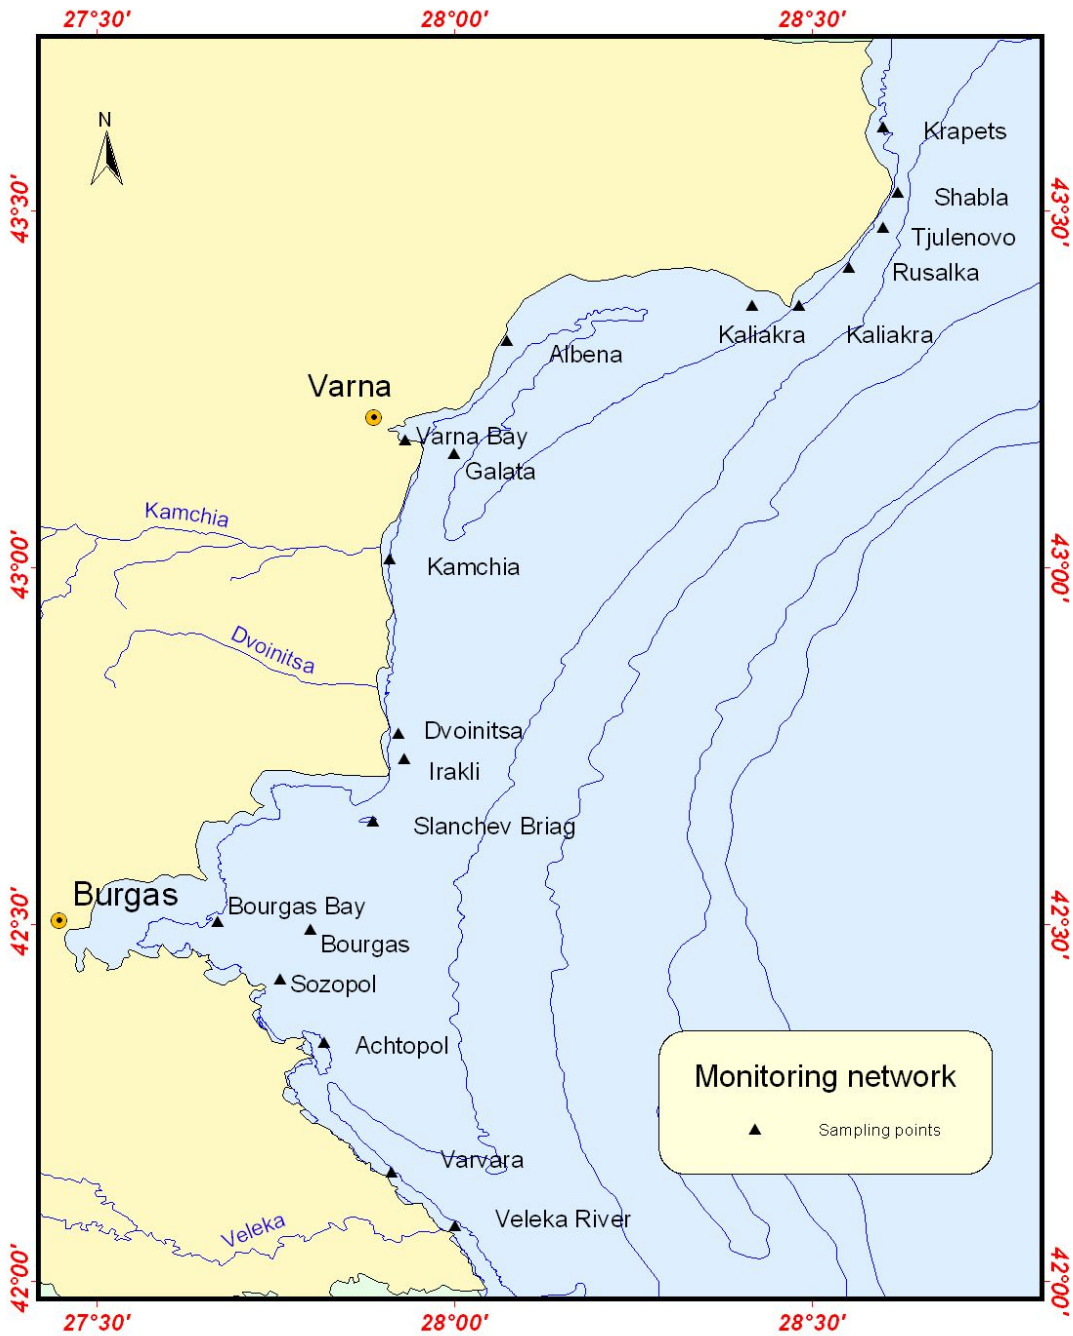 27°30' 28°00' 28°30'
N
Krapets
43°30' 43°30'
Shabla
Tjulenovo
Rusalka
Kaliakra Kaliakra
Albena
Varna
Varna Bay
Galata
Kamchia
43°00' 43°00'
Kamchia
Dvoinitsa
Dvoinitsa
Irakli
Slanchev Briag
Burgas
Bourgas Bay
42°30' 42°30'
Bourgas
Sozopol
Achtopol
Monitoring network
Sampling points
Varvara
Veleka River
Veleka
42°00' 42°00'
27°30' 28°00' 28°30'